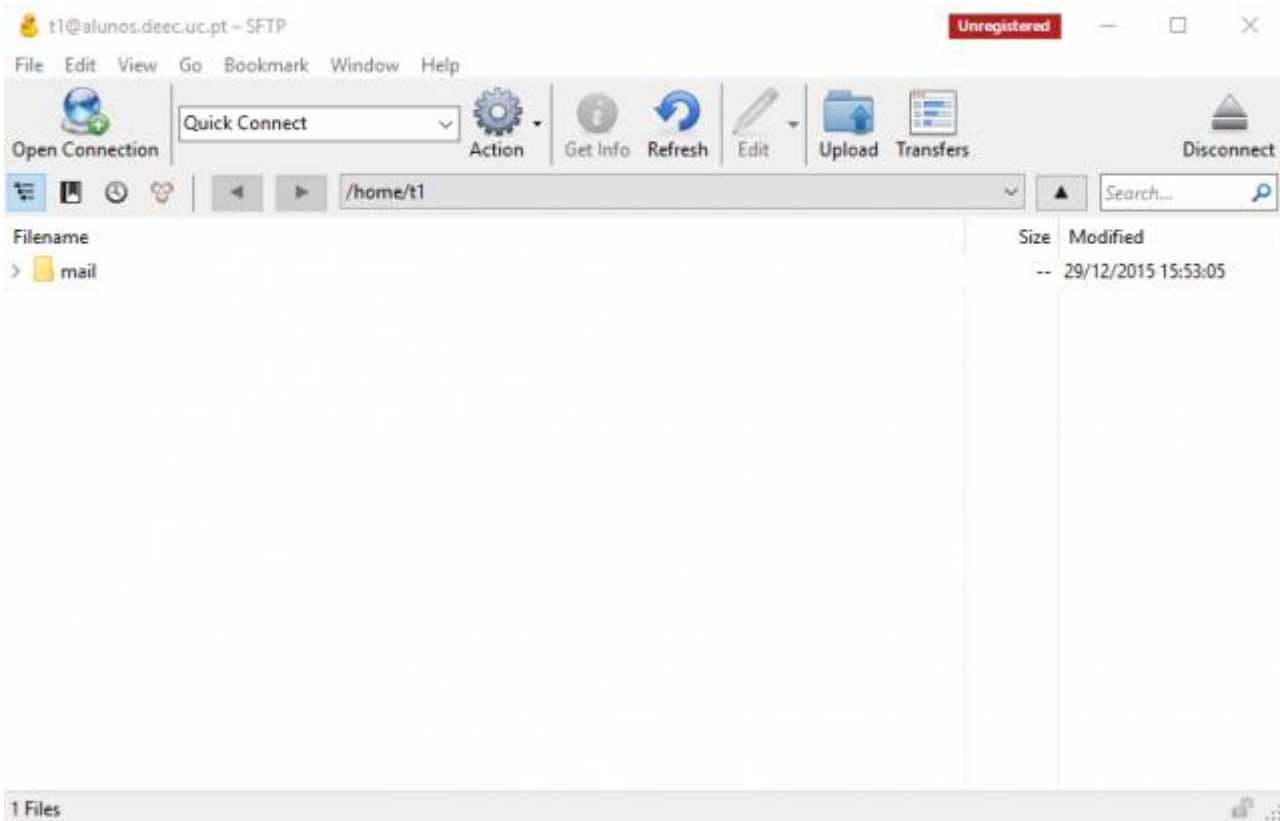 t1@alunos.deec.uc.pt – SFTP Unregistered
File Edit View Go Bookmark Window Help
Quick Connect
Open Connection Action Get Info Refresh Edit Upload Transfers Disconnect
/home/t1 Search...
Filename Size Modified
mail -- 29/12/2015 15:53:05
1 Files